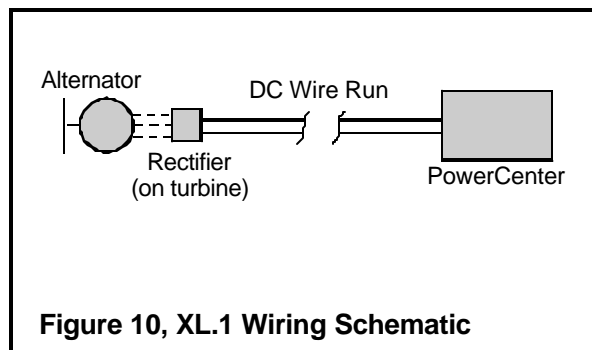 Alternator
DC Wire Run
Rectifier
(on turbine)
PowerCenter
Figure 10, XL.1 Wiring Schematic